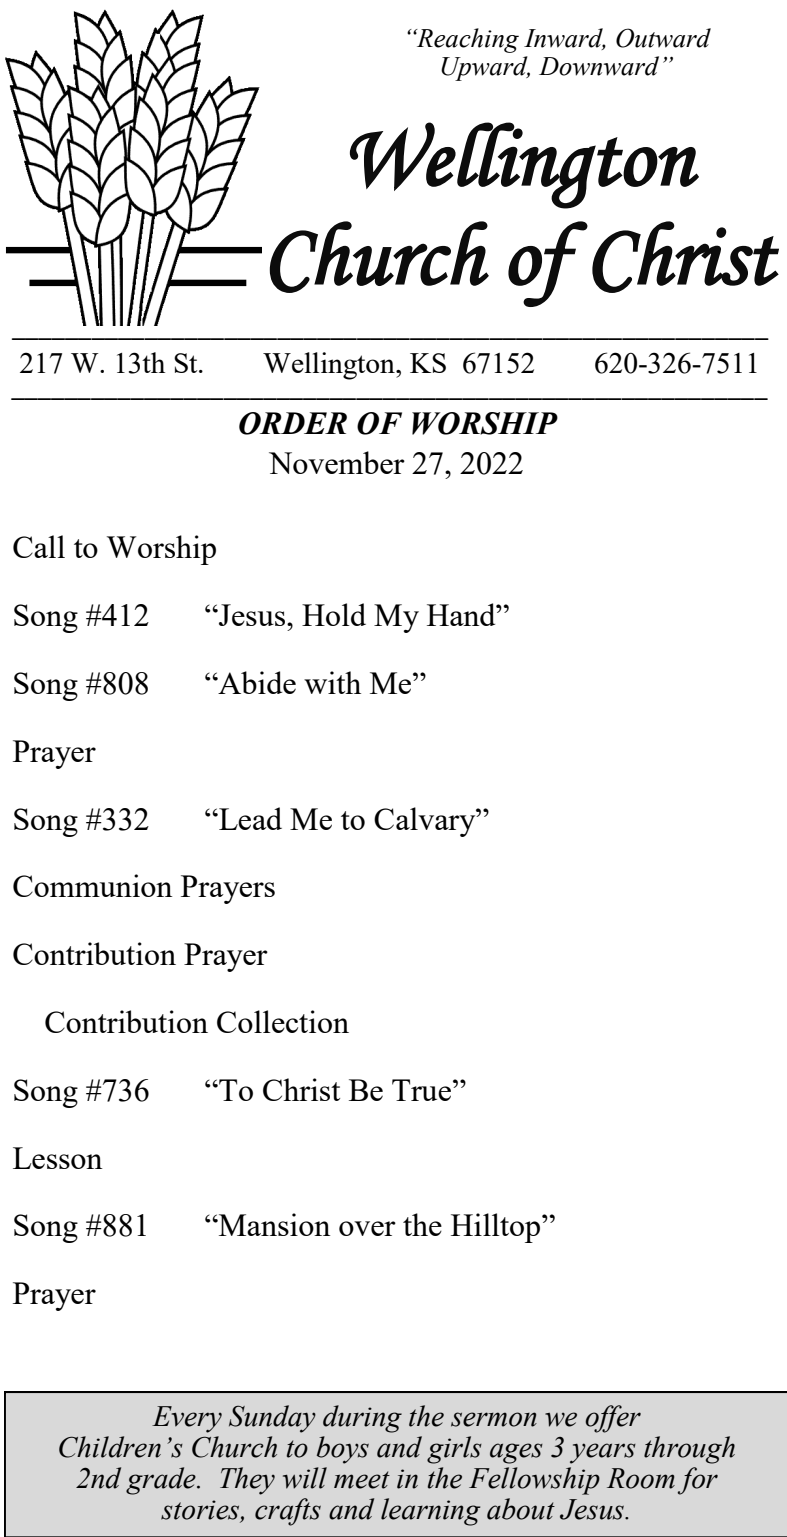 “Reaching Inward, Outward
Upward, Downward”
Wellington
Church of Christ
217 W. 13th St. Wellington, KS 67152 620-326-7511
ORDER OF WORSHIP
November 27, 2022
Call to Worship
Song #412 “Jesus, Hold My Hand”
Song #808 “Abide with Me”
Prayer
Song #332 “Lead Me to Calvary”
Communion Prayers
Contribution Prayer
Contribution Collection
Song #736 “To Christ Be True”
Lesson
Song #881 “Mansion over the Hilltop”
Prayer
Every Sunday during the sermon we offer
Children’s Church to boys and girls ages 3 years through
2nd grade. They will meet in the Fellowship Room for
stories, crafts and learning about Jesus.